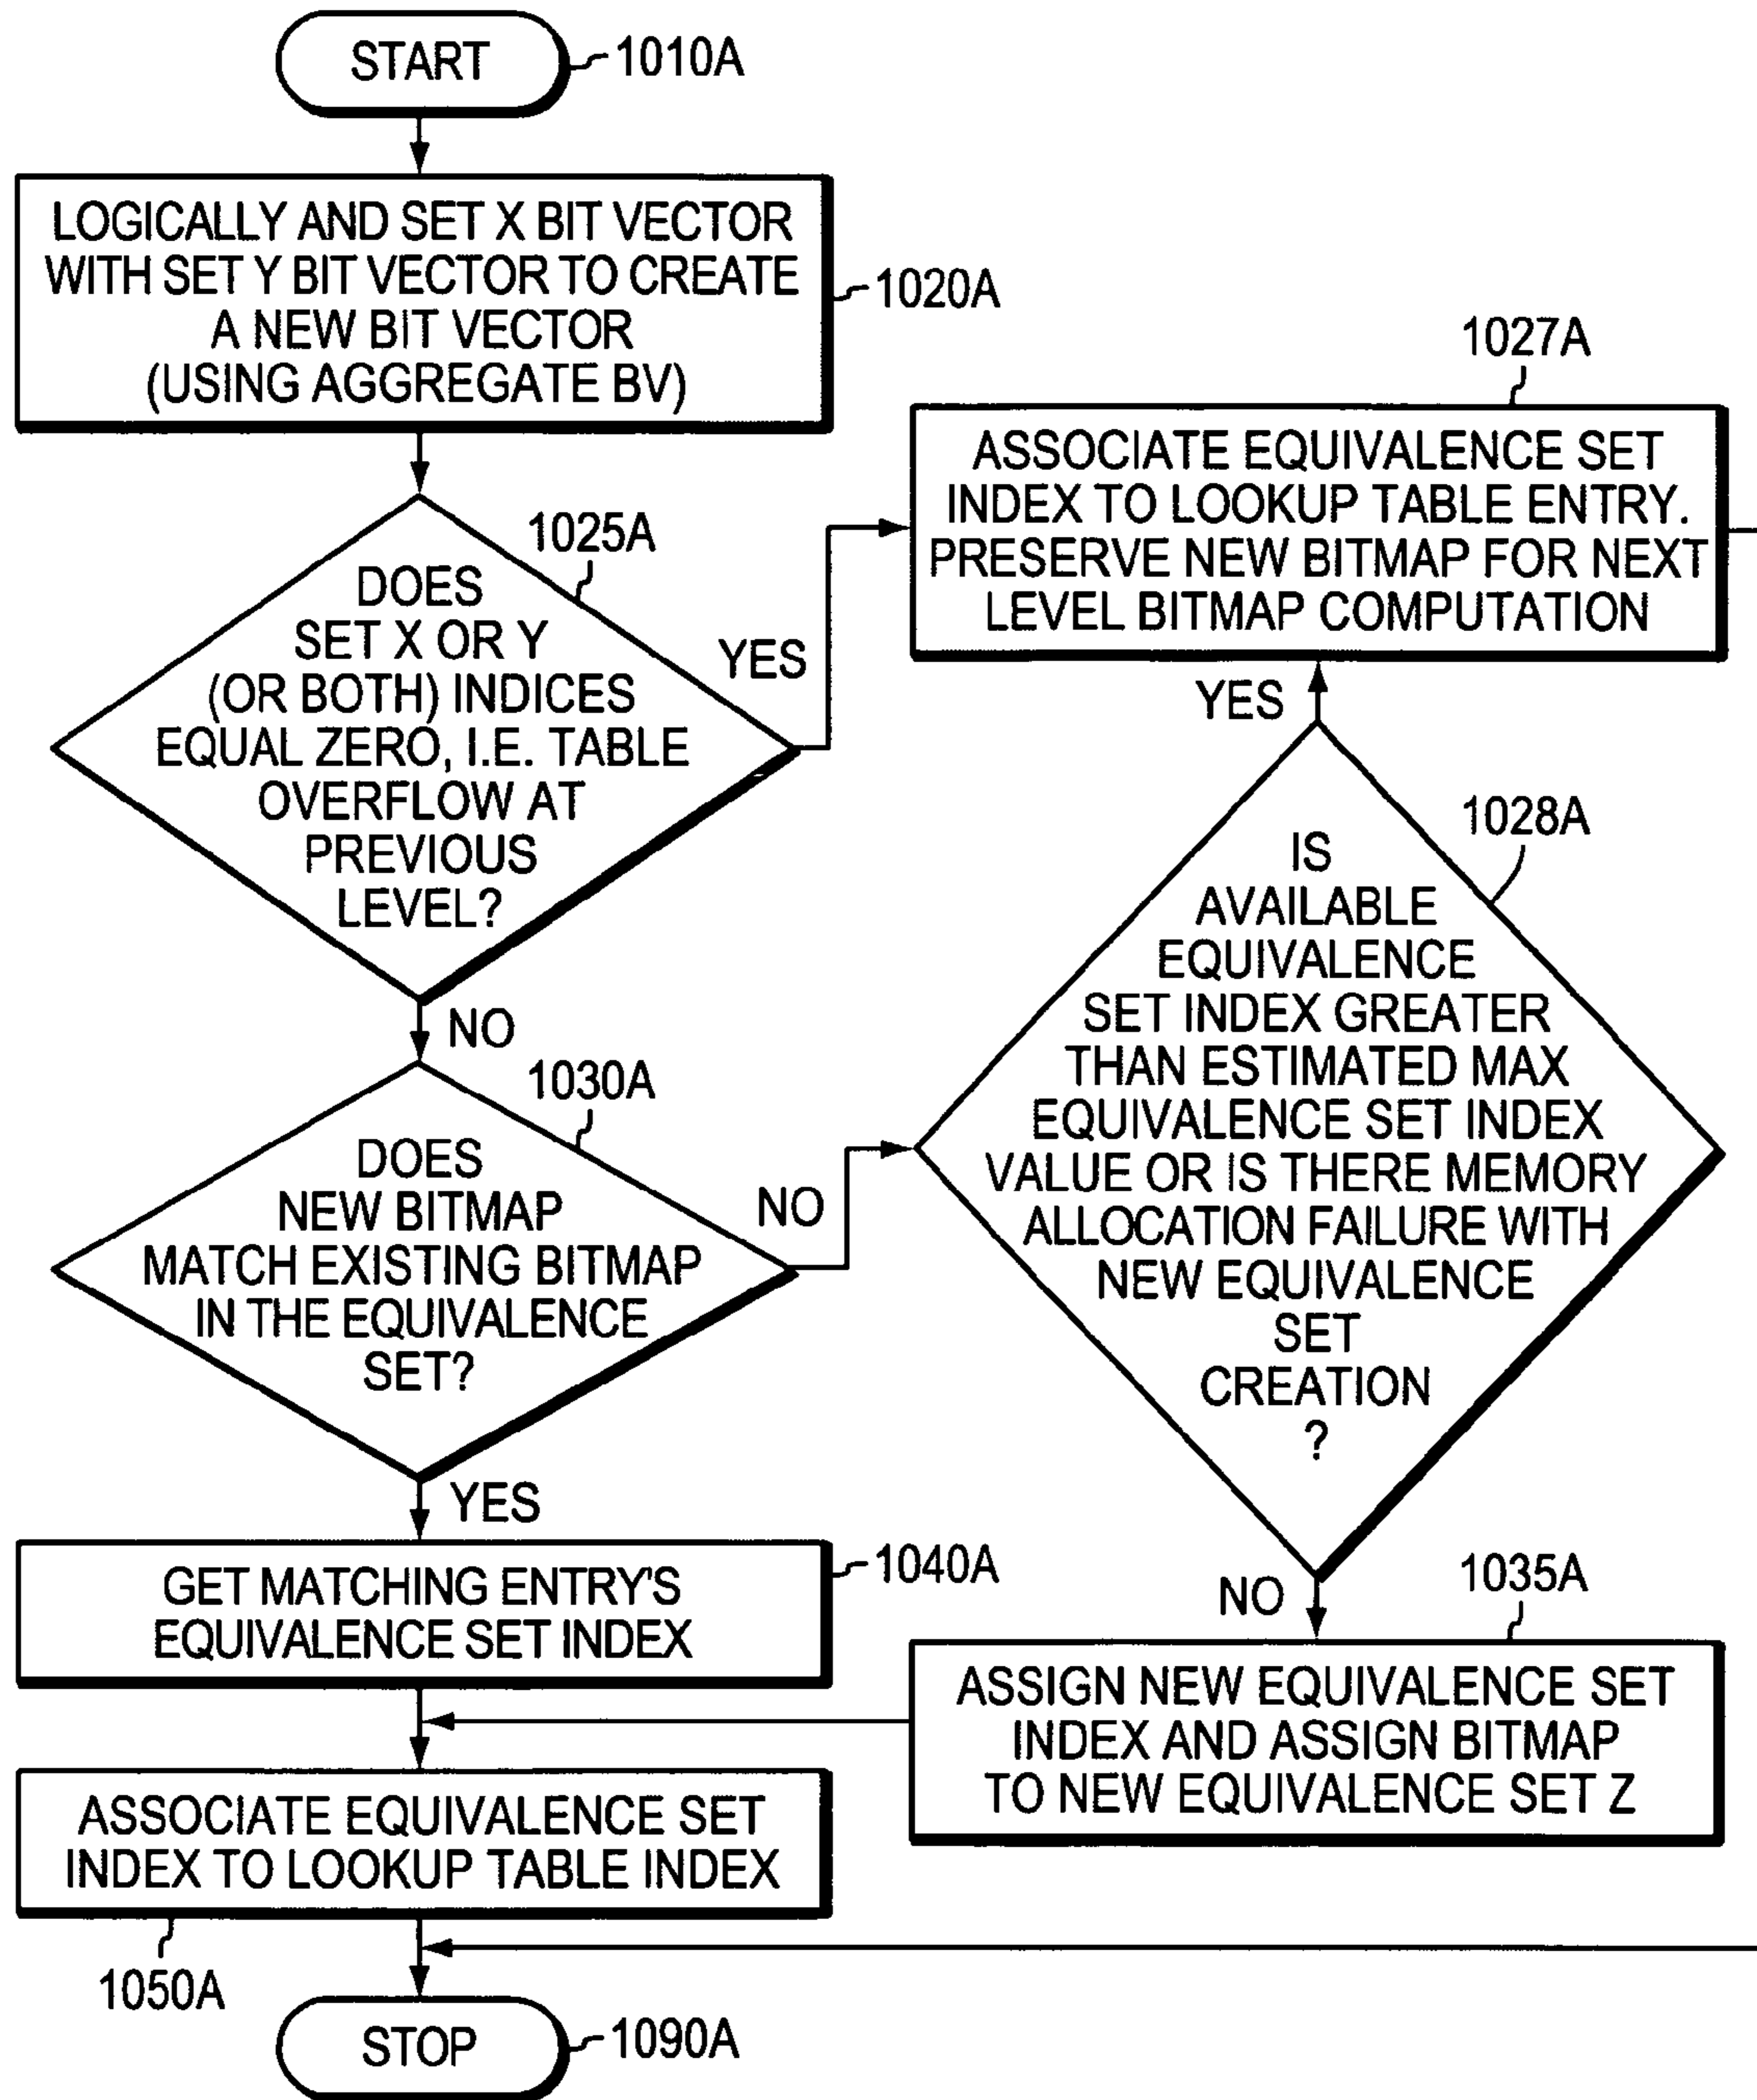 START
1010A
LOGICALLY AND SET X BIT VECTOR
WITH SET Y BIT VECTOR TO CREATE
A NEW BIT VECTOR
(USING AGGREGATE BV)
1020A
1025A
DOES
SET X OR Y
(OR BOTH) INDICES
EQUAL ZERO, I.E. TABLE
OVERFLOW AT
PREVIOUS
LEVEL?
YES
NO
1027A
ASSOCIATE EQUIVALENCE SET
INDEX TO LOOKUP TABLE ENTRY.
PRESERVE NEW BITMAP FOR NEXT
LEVEL BITMAP COMPUTATION
YES
1028A
IS
AVAILABLE
EQUIVALENCE
SET INDEX GREATER
THAN ESTIMATED MAX
EQUIVALENCE SET INDEX
VALUE OR IS THERE MEMORY
ALLOCATION FAILURE WITH
NEW EQUIVALENCE
SET
CREATION
?
NO
1030A
DOES
NEW BITMAP
MATCH EXISTING BITMAP
IN THE EQUIVALENCE
SET?
NO
YES
GET MATCHING ENTRY'S
EQUIVALENCE SET INDEX
1040A
1035A
ASSIGN NEW EQUIVALENCE SET
INDEX AND ASSIGN BITMAP
TO NEW EQUIVALENCE SET Z
ASSOCIATE EQUIVALENCE SET
INDEX TO LOOKUP TABLE INDEX
1050A
STOP
1090A